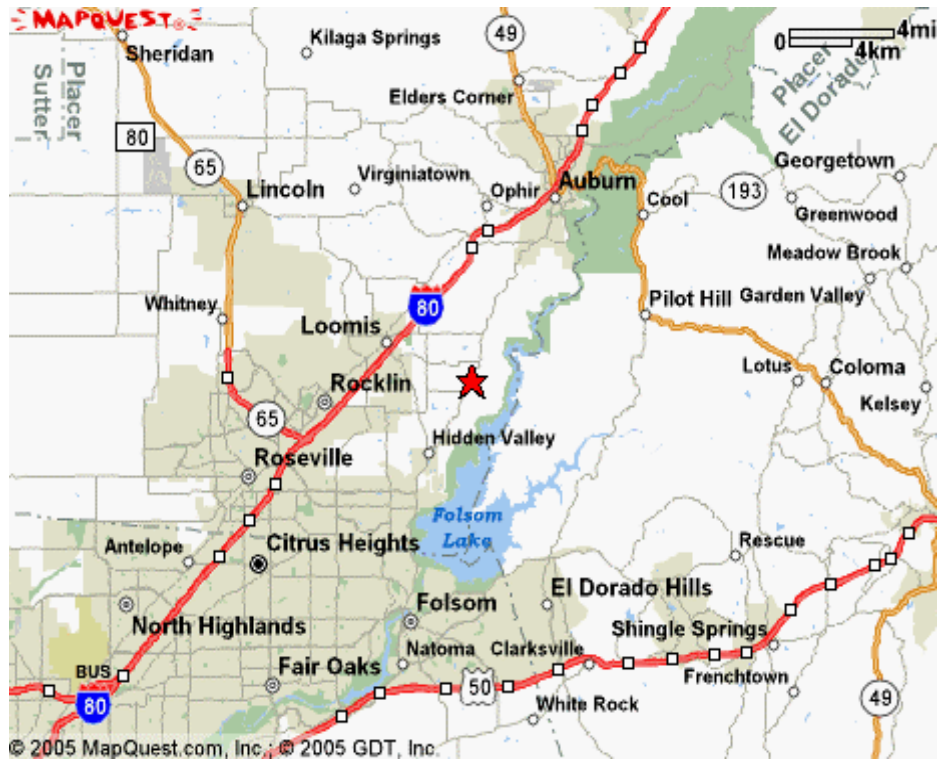 MAPQUEST®
Sheridan
Kilaga Springs
49
0 4mi
4km
Placer
Sutter
Placer
El Dorado
Elders Corner
80
65
Lincoln
Virginiatown
Ophir
Auburn
Georgetown
193
Cool
Greenwood
Meadow Brook
Whitney
80
Pilot Hill
Garden Valley
Loomis
Rocklin
Lotus
Coloma
Kelsey
65
Hidden Valley
Roseville
Folsom
Lake
Antelope
Citrus Heights
Rescue
North Highlands
Folsom
El Dorado Hills
Shingle Springs
Fair Oaks
Natoma
Clarksville
Frenchtown
BUS
80
50
White Rock
49
© 2005 MapQuest.com, Inc.; © 2005 GDT, Inc.